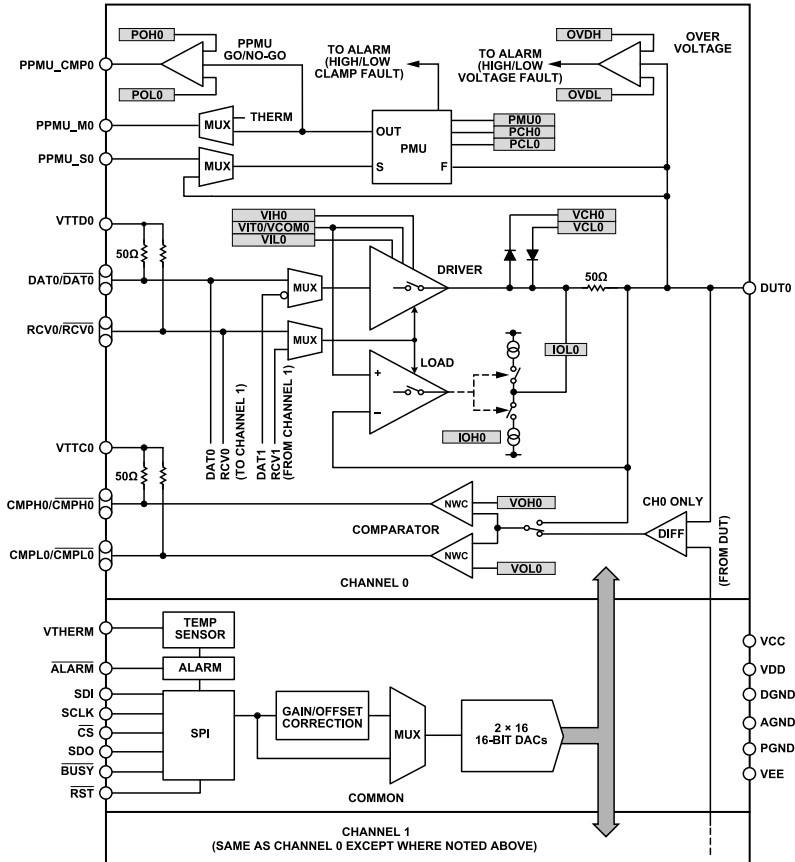 POH0
PPMU
GO/NO-GO
PPMU_CMP0
POL0
TO ALARM
(HIGH/LOW
CLAMP FAULT)
TO ALARM
(HIGH/LOW
VOLTAGE FAULT)
OVDH
OVER
VOLTAGE
OVDL
PPMU_M0
MUX
THERM
OUT
PMU
S
F
PMU0
PCH0
PCL0
PPMU_S0
MUX
VTTD0
50Ω
VIH0
VIT0/VCOM0
VIL0
VCH0
VCL0
DAT0/DAT0
MUX
DRIVER
50Ω
DUT0
RCV0/RCV0
MUX
LOAD
IOL0
+
–
IOH0
DAT0
RCV0
(TO CHANNEL 1)
DAT1
RCV1
(FROM CHANNEL 1)
VTTC0
50Ω
CMPH0/CMPH0
NWC
VOH0
COMPARATOR
CH0 ONLY
DIFF
(FROM DUT)
CMPL0/CMPL0
NWC
VOL0
CHANNEL 0
VTHERM
TEMP
SENSOR
ALARM
ALARM
SDI
SCLK
CS
SDO
BUSY
RST
SPI
GAIN/OFFSET
CORRECTION
MUX
2 × 16
16-BIT DACs
COMMON
VCC
VDD
DGND
AGND
PGND
VEE
CHANNEL 1
(SAME AS CHANNEL 0 EXCEPT WHERE NOTED ABOVE)